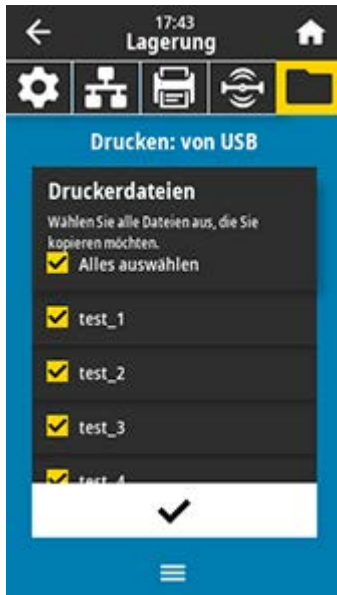 17:43
Lagerung
Drucken: von USB
Druckerdateien
Wählen Sie alle Dateien aus, die Sie
kopieren möchten.
Alles auswählen
test_1
test_2
test_3
test_4